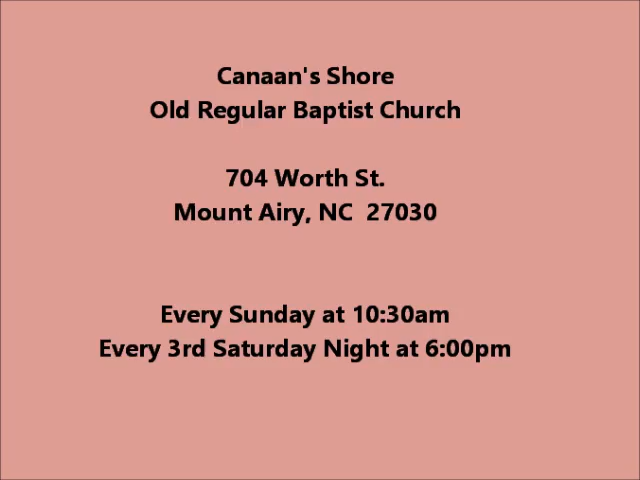 Canaan's Shore
Old Regular Baptist Church
704 Worth St.
Mount Airy, NC  27030
Every Sunday at 10:30am
Every 3rd Saturday Night at 6:00pm